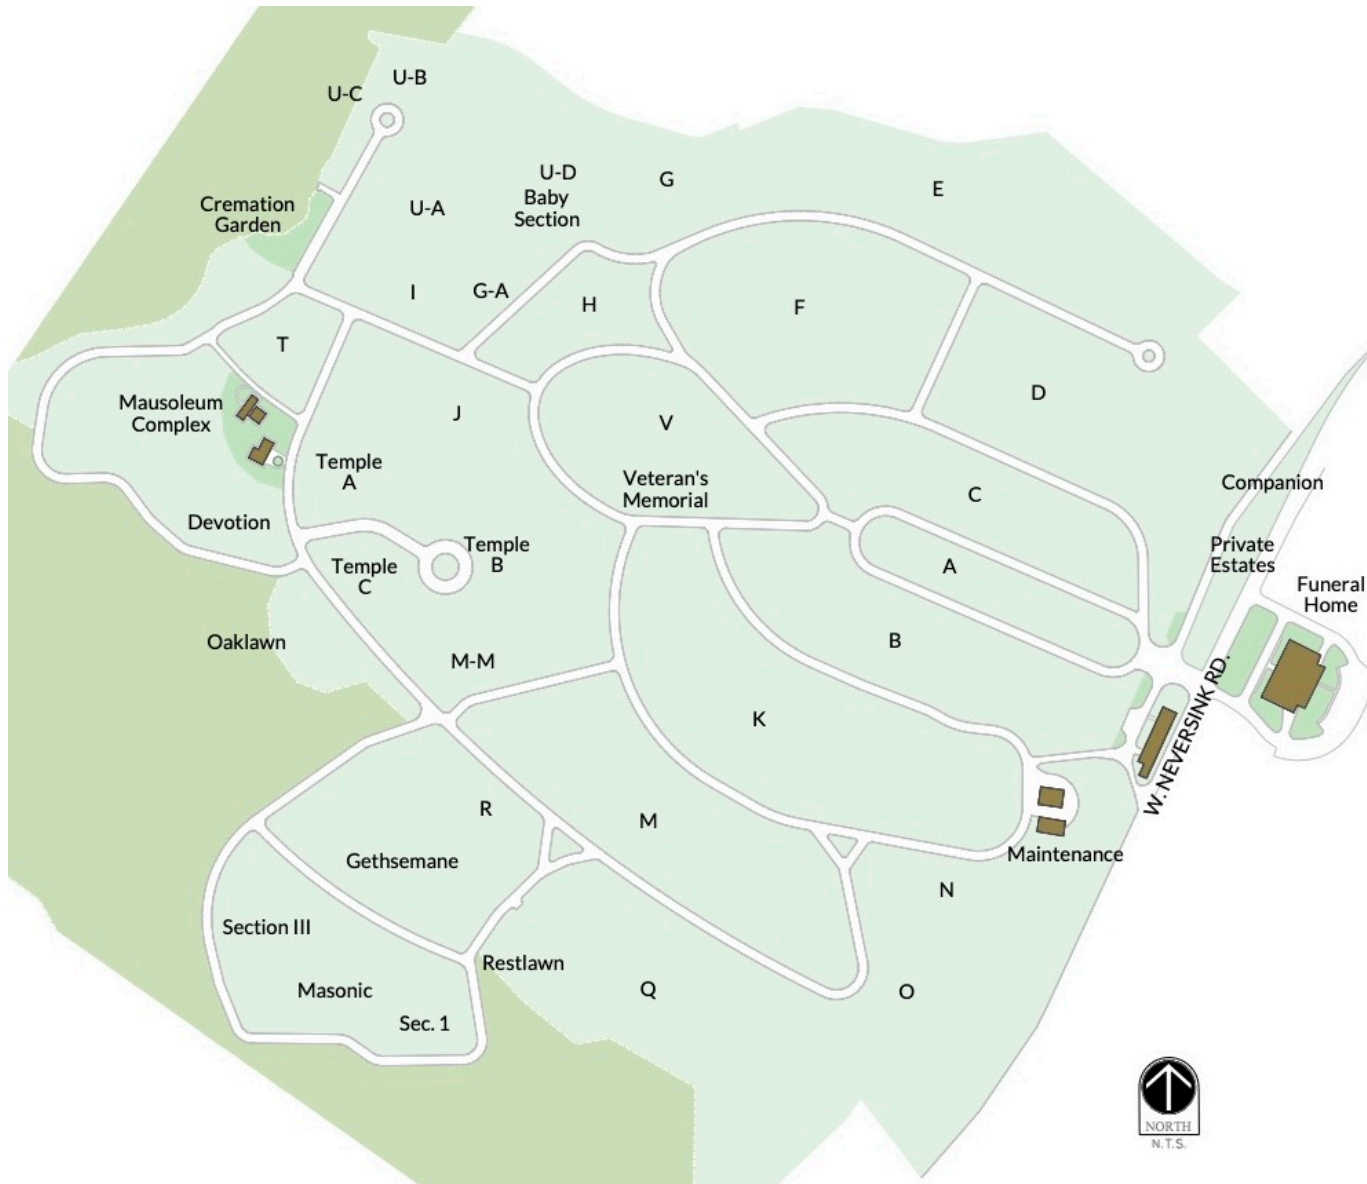 U-B
U-C
U-D
Baby
Section
G
E
Cremation
Garden
U-A
I
G-A
H
F
T
D
Mausoleum
Complex
J
V
Temple
A
Veteran's
Memorial
C
Companion
Devotion
Temple
B
Private
Estates
Temple
C
A
Funeral
Home
Oaklawn
B
M-M
W. NEVERSINK RD.
K
R
M
Gethsemane
Maintenance
N
Section III
Restlawn
Masonic
Q
O
Sec. 1
NORTH
N.T.S.